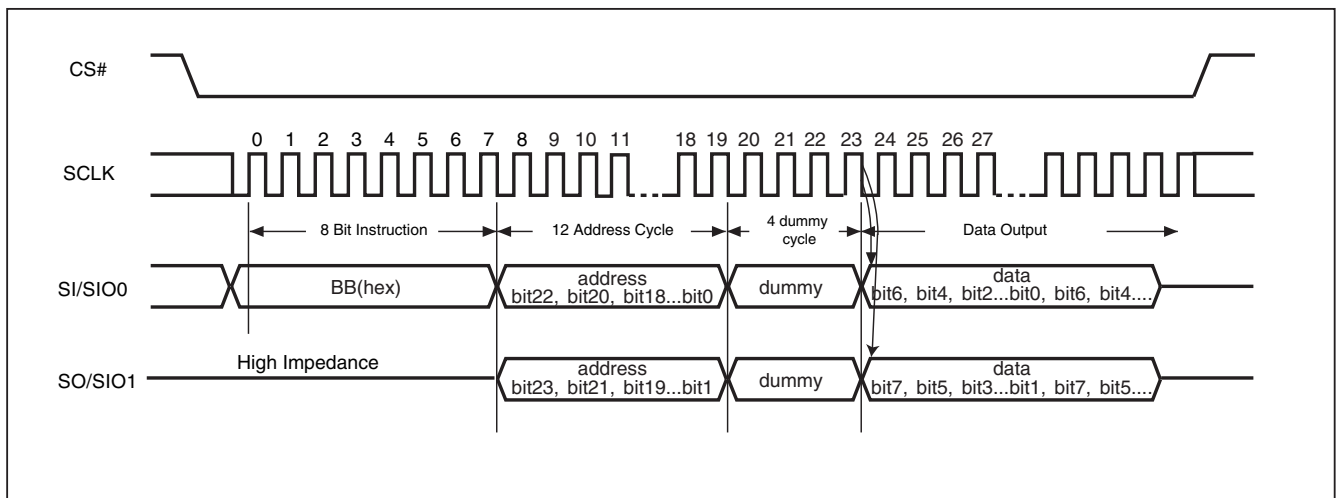 CS#
0 1 2 3 4 5 6 7 8 9 10 11 18 19 20 21 22 23 24 25 26 27
SCLK
8 Bit Instruction
12 Address Cycle
4 dummy
cycle
Data Output
SI/SIO0
BB(hex)
address
bit22, bit20, bit18...bit0
dummy
data
bit6, bit4, bit2...bit0, bit6, bit4....
High Impedance
SO/SIO1
address
bit23, bit21, bit19...bit1
dummy
data
bit7, bit5, bit3...bit1, bit7, bit5....